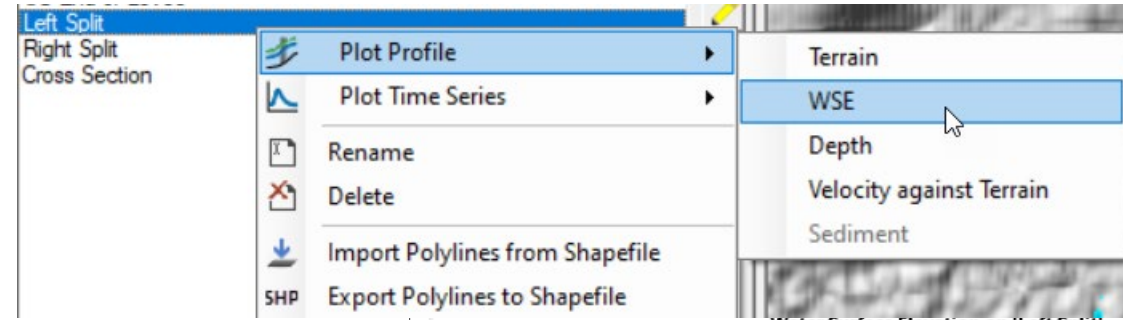 Left Split
Right Split
Cross Section
Plot Profile
Plot Time Series
Rename
Delete
Import Polylines from Shapefile
SHP Export Polylines to Shapefile
Terrain
WSE
Depth
Velocity against Terrain
Sediment